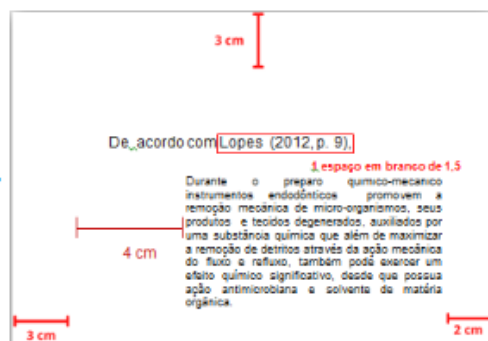 3 cm
De acordo com Lopes (2012, p. 9),
1 espaço em branco de 1.5
Durante o preparo quimico-mecanico
instrumentos endodônticos promovem a
remoção mecânica de micro-organismos, seus
produtos e tecidos degenerados, auxiliados por
uma substância química que além de maximizar
a remoção de detritos através da ação mecânica
do fluxo e refluxo, também pode exercer um
efeito químico significativo, desde que possua
ação antimicrobiana e solvente de matéria
orgânica.
4 cm
3 cm
2 cm